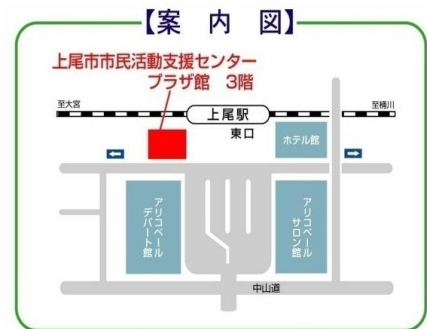 【案内図】
上尾市市民活動支援センター
プラザ館 3階
至大宮
上尾駅
至桶川
東口
ホテル館
アリコベール
デパート館
アリコベール
サロン館
中山道